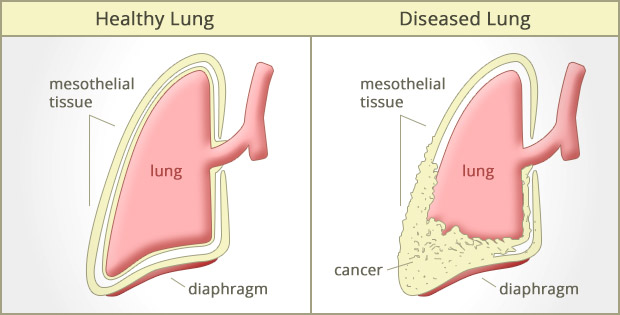 Healthy Lung
mesothelial
tissue
lung
diaphragm
Diseased Lung
mesothelial
tissue
lung
cancer
diaphragm